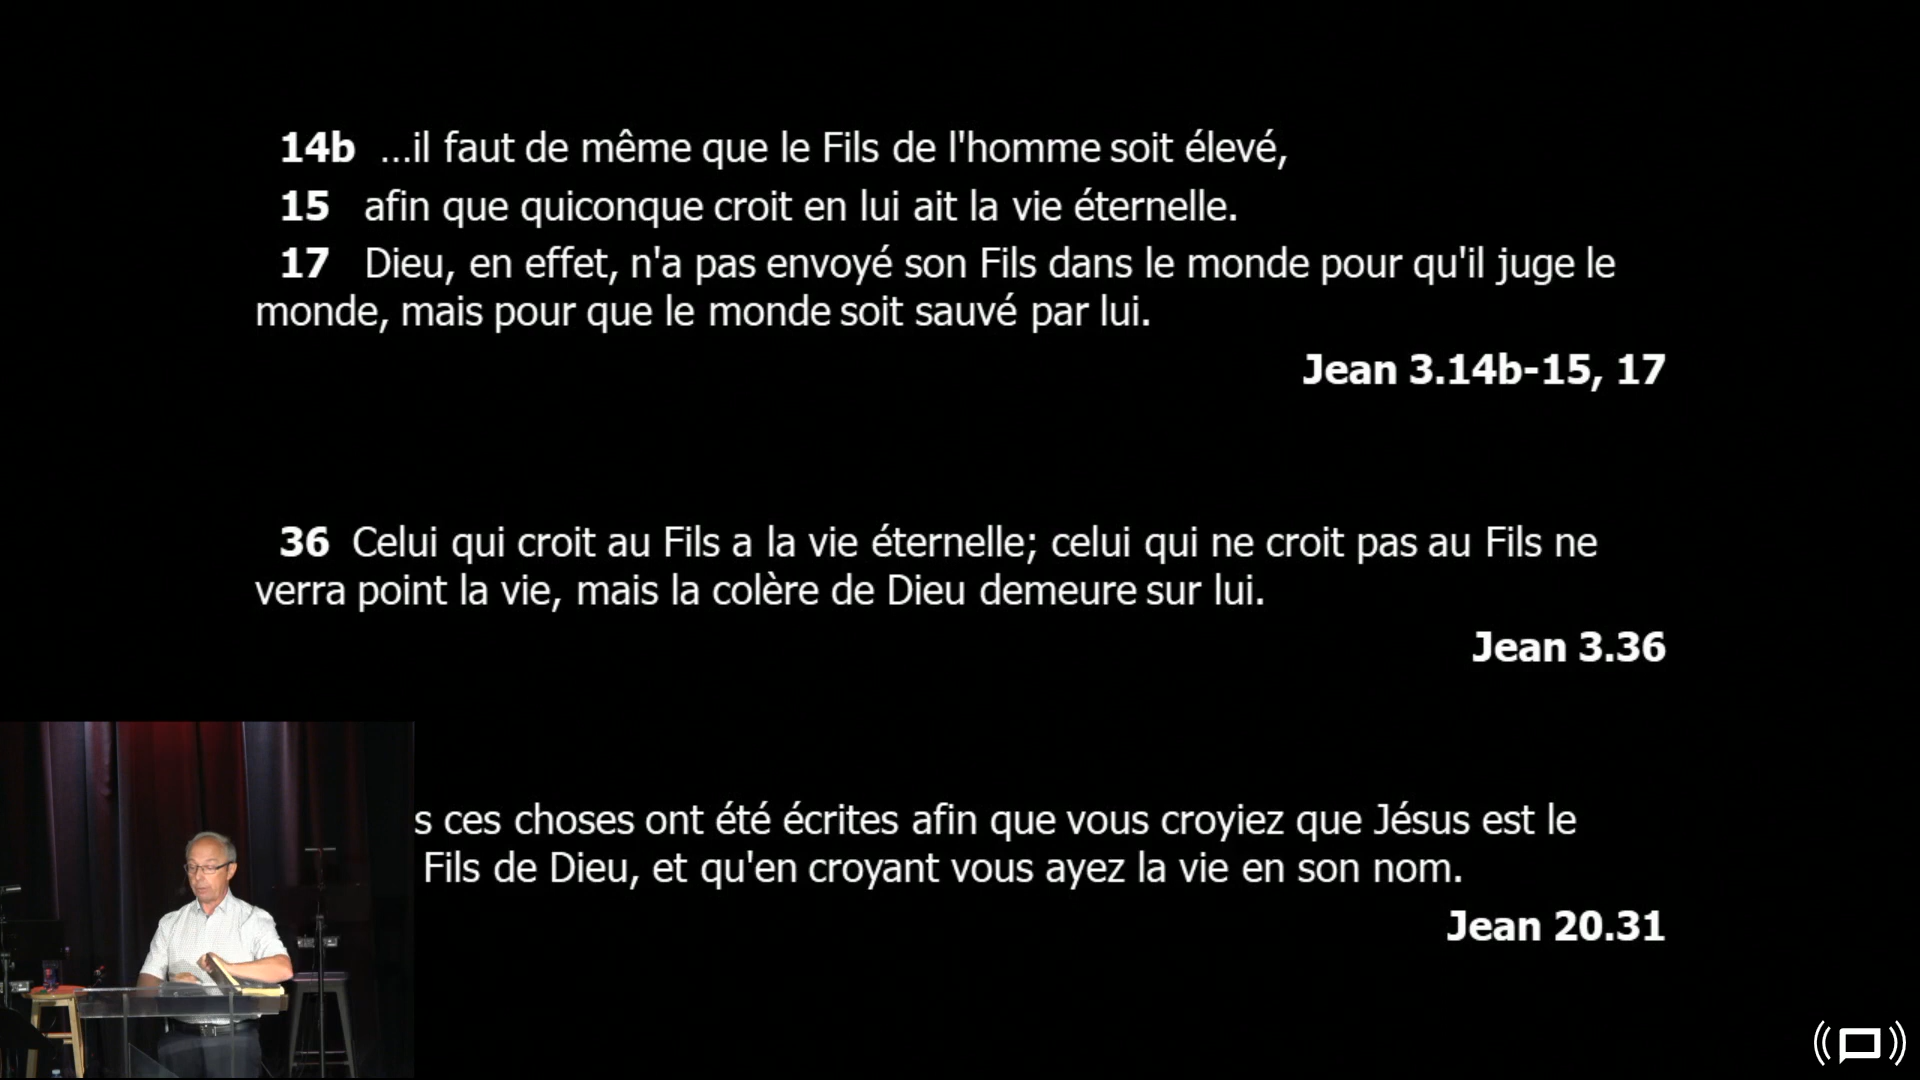 14b ...il faut de même que le Fils de l'homme soit élevé,
15 afin que quiconque croit en lui ait la vie éternelle.
17 Dieu, en effet, n'a pas envoyé son Fils dans le monde pour qu'il juge le
monde, mais pour que le monde soit sauvé par lui.
Jean 3.14b-15, 17
36 Celui qui croit au Fils a la vie éternelle; celui qui ne croit pas au Fils ne
verra point la vie, mais la colère de Dieu demeure sur lui.
Jean 3.36
s ces choses ont été écrites afin que vous croyiez que Jésus est le
Fils de Dieu, et qu'en croyant vous ayez la vie en son nom.
Jean 20.31